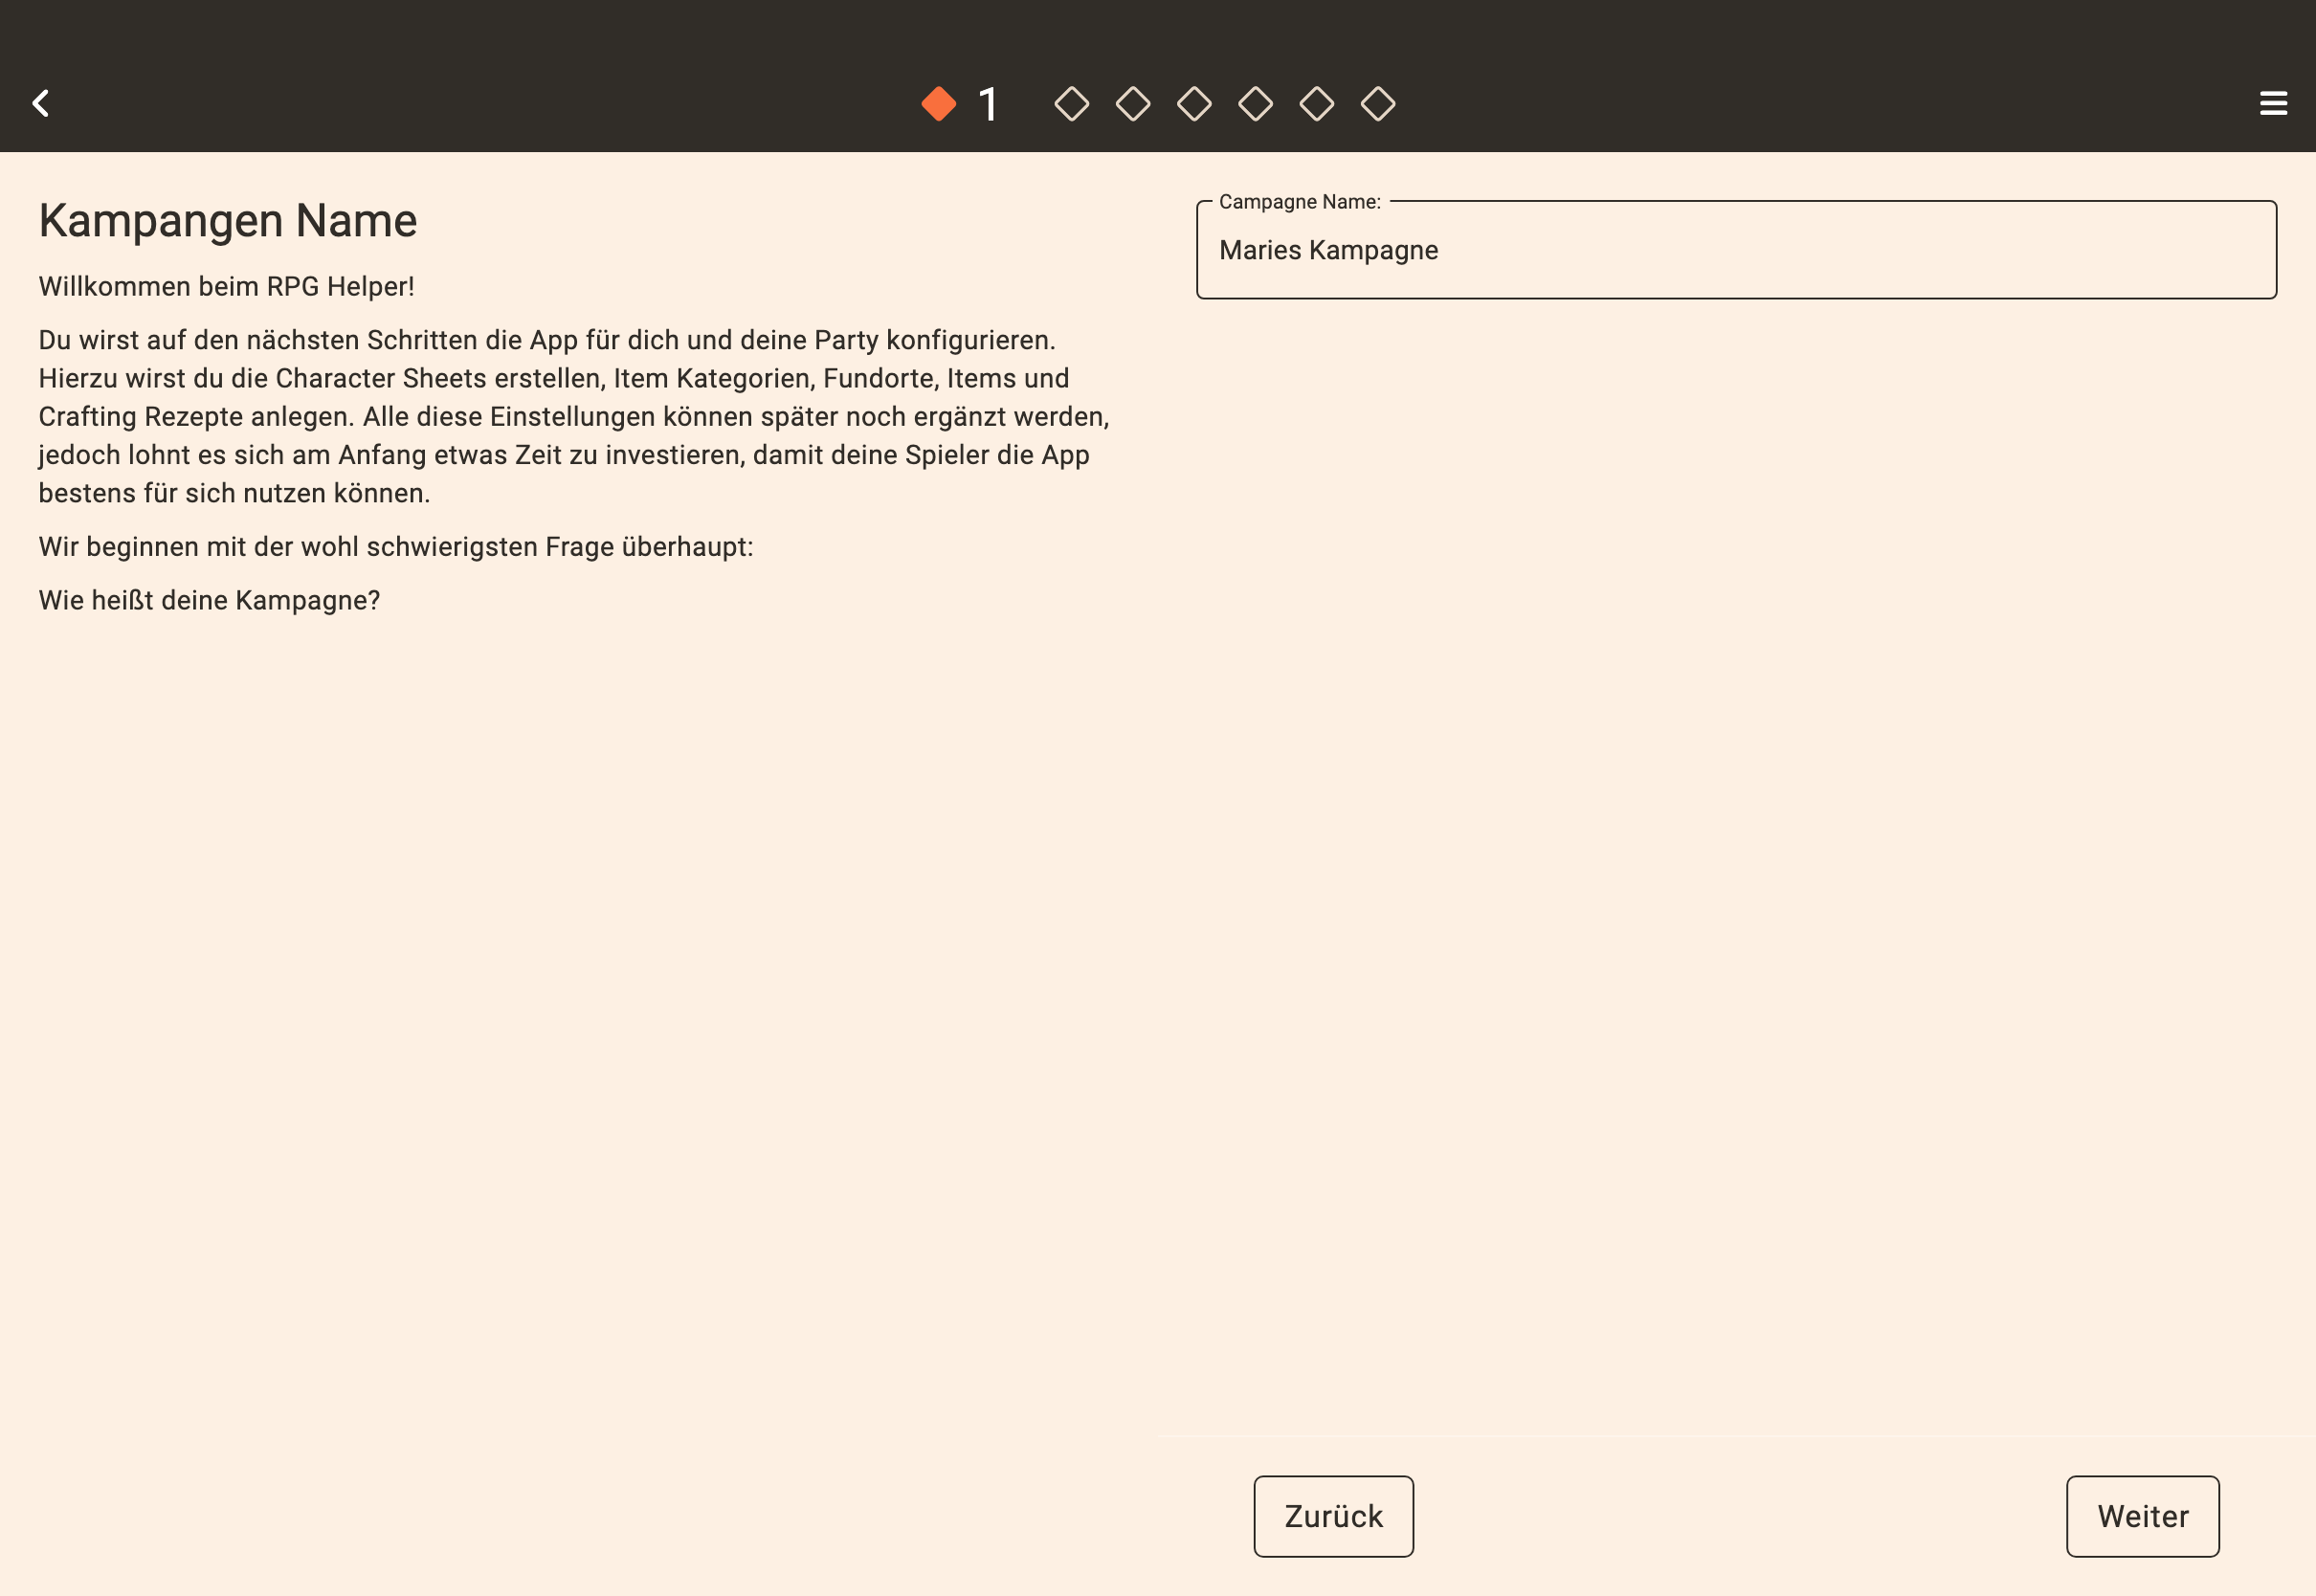 1
Kampangen Name
Willkommen beim RPG Helper!
Du wirst auf den nächsten Schritten die App für dich und deine Party konfigurieren.
Hierzu wirst du die Character Sheets erstellen, Item Kategorien, Fundorte, Items und
Crafting Rezepte anlegen. Alle diese Einstellungen können später noch ergänzt werden,
jedoch lohnt es sich am Anfang etwas Zeit zu investieren, damit deine Spieler die App
bestens für sich nutzen können.
Wir beginnen mit der wohl schwierigsten Frage überhaupt:
Wie heißt deine Kampagne?
Campagne Name:
Maries Kampagne
Zurück
Weiter